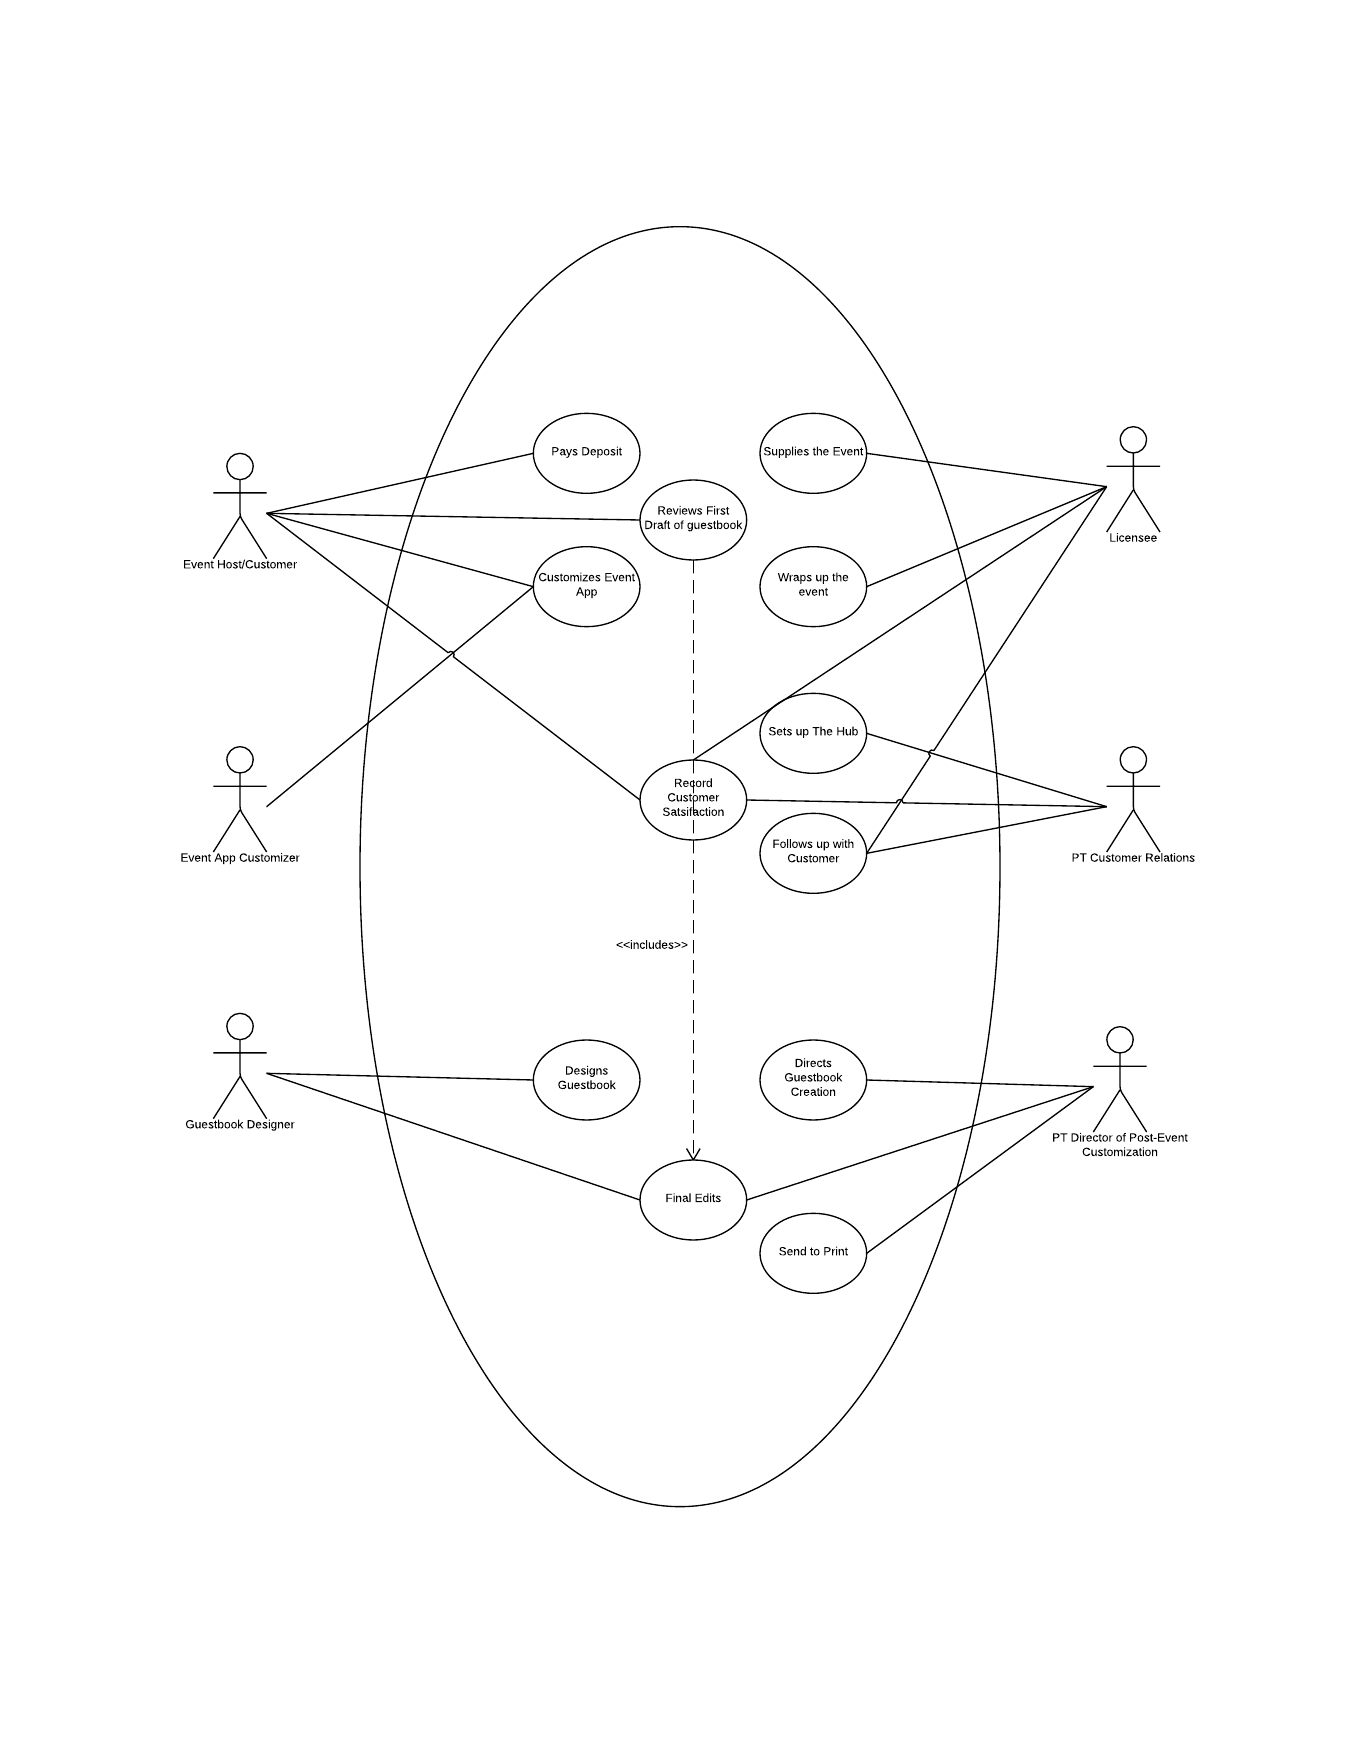 Pays Deposit
Supplies the Event
Reviews First
Draft of guestbook
Licensee
Event Host/Customer
Customizes Event
App
Wraps up the
event
Sets up The Hub
Record
Customer
Satsifaction
Follows up with
Customer
Event App Customizer
PT Customer Relations
<<includes>>
Designs
Guestbook
Directs
Guestbook
Creation
Guestbook Designer
PT Director of Post-Event
Customization
Final Edits
Send to Print